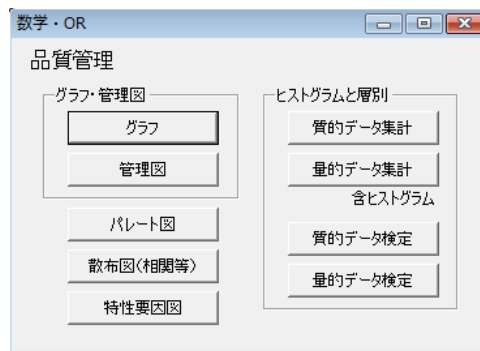 数学・OR
品質管理
グラフ・管理図
グラフ
管理図
パレート図
散布図(相関等)
特性要因図
ヒストグラムと層別
質的データ集計
量的データ集計
含ヒストグラム
質的データ検定
量的データ検定